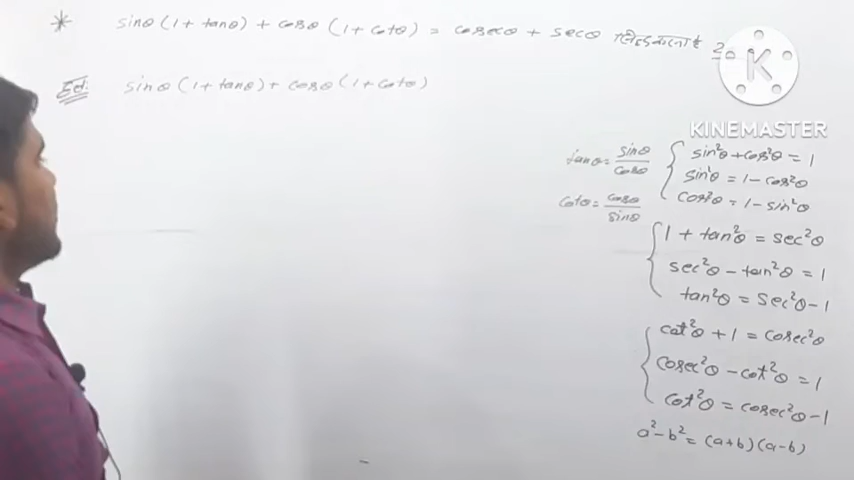 * sinθ (1 + tanθ) + cosθ (1 + cotθ) = cosecθ + secθ
Sol: sinθ (1 + tanθ) + cosθ (1 + cotθ)
K
KINEMASTER
tanθ = sinθ/cosθ
cotθ = cosθ/sinθ
sin²θ + cos²θ = 1
sin²θ = 1 - cos²θ
cos²θ = 1 - sin²θ
1 + tan²θ = sec²θ
sec²θ - tan²θ = 1
tan²θ = sec²θ - 1
cot²θ + 1 = cosec²θ
cosec²θ - cot²θ = 1
cot²θ = cosec²θ - 1
a² - b² = (a+b) (a-b)